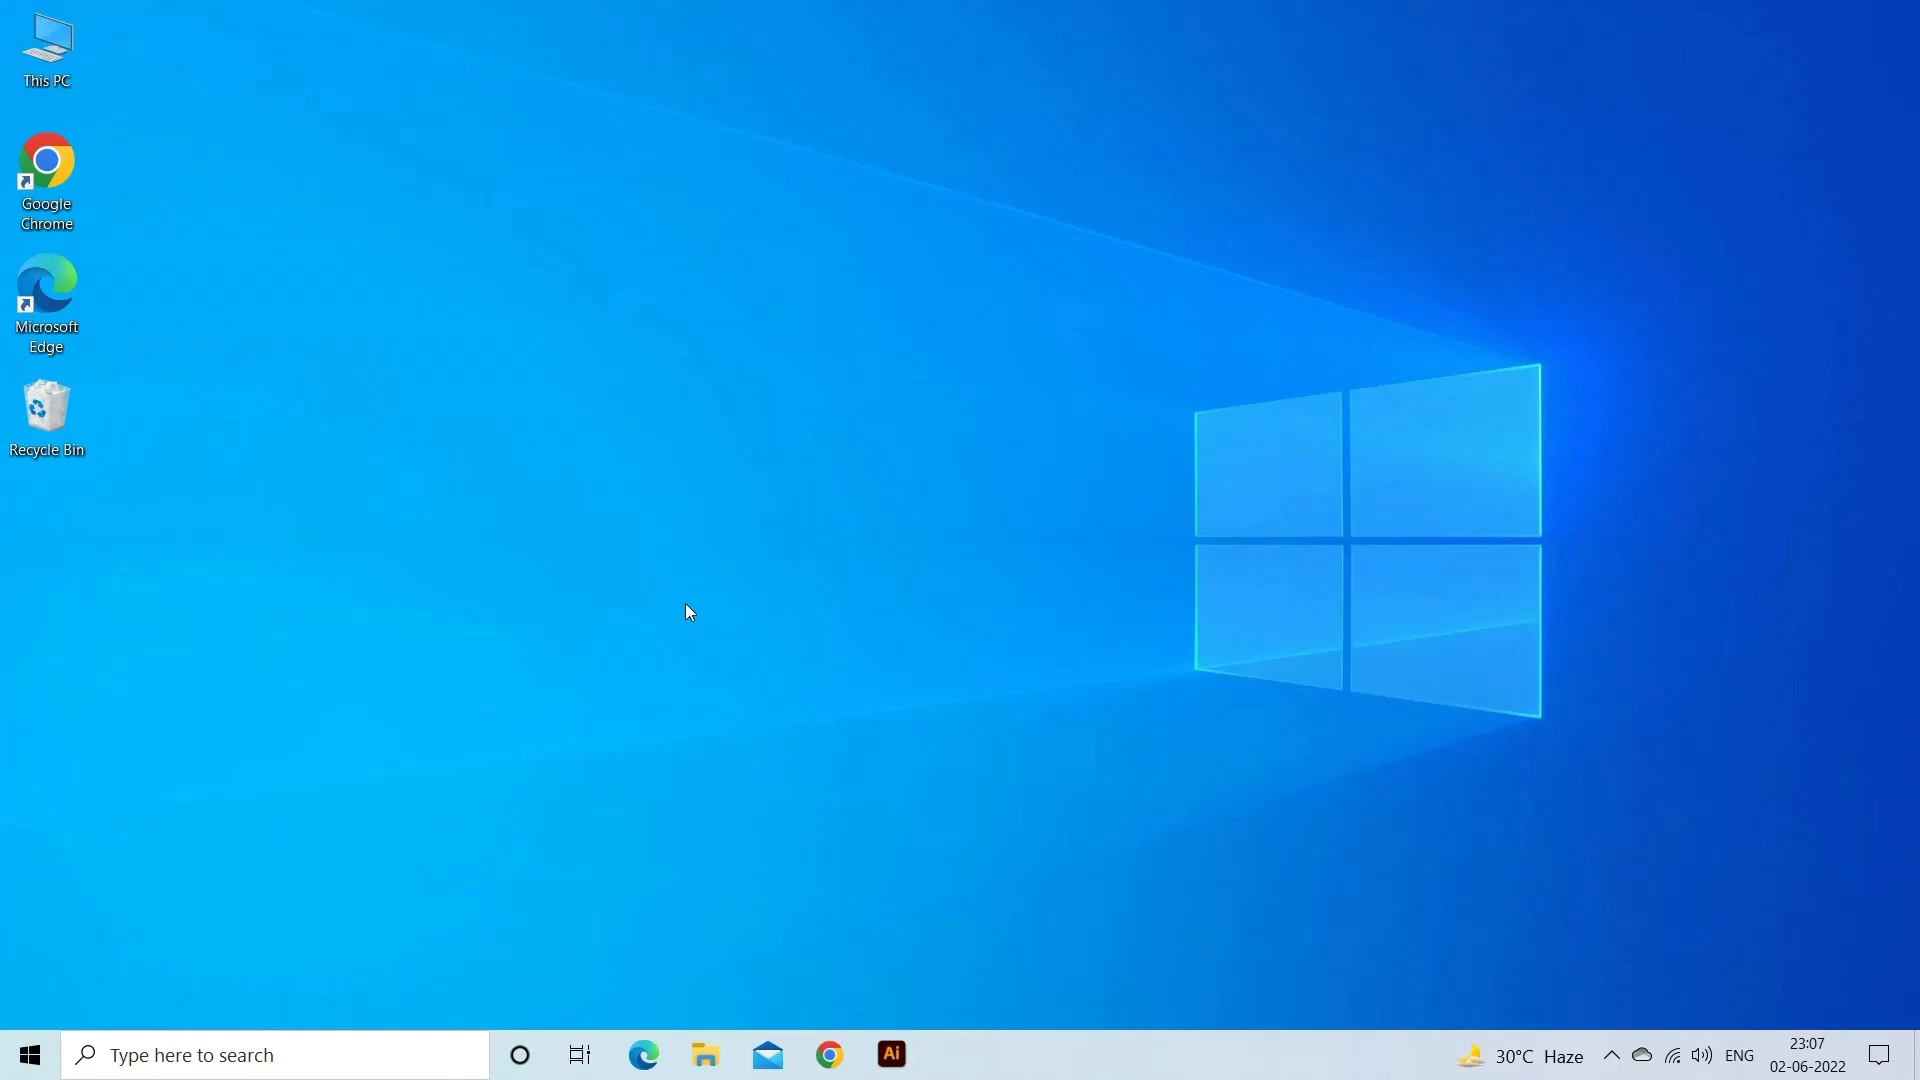 This PC
Google
Chrome
Microsoft
Edge
Recycle Bin
Type here to search
Ai
30°C Haze
ENG
23:07
02-06-2022